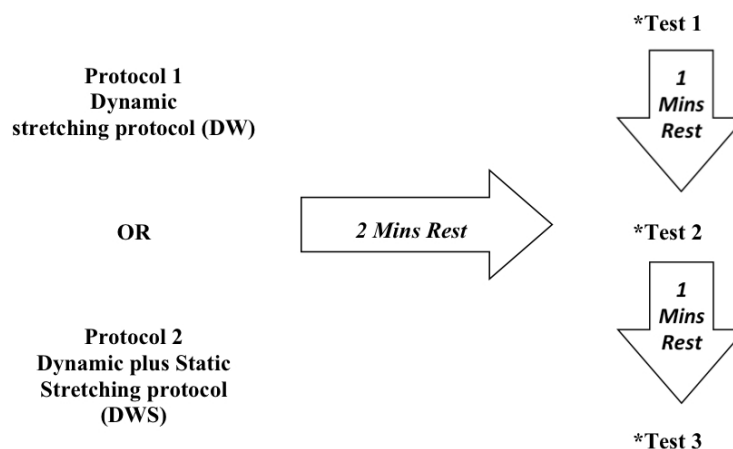 Protocol 1
Dynamic
stretching protocol (DW)
OR
Protocol 2
Dynamic plus Static
Stretching protocol
(DWS)
2 Mins Rest
*Test 1
1
Mins
Rest
*Test 2
1
Mins
Rest
*Test 3